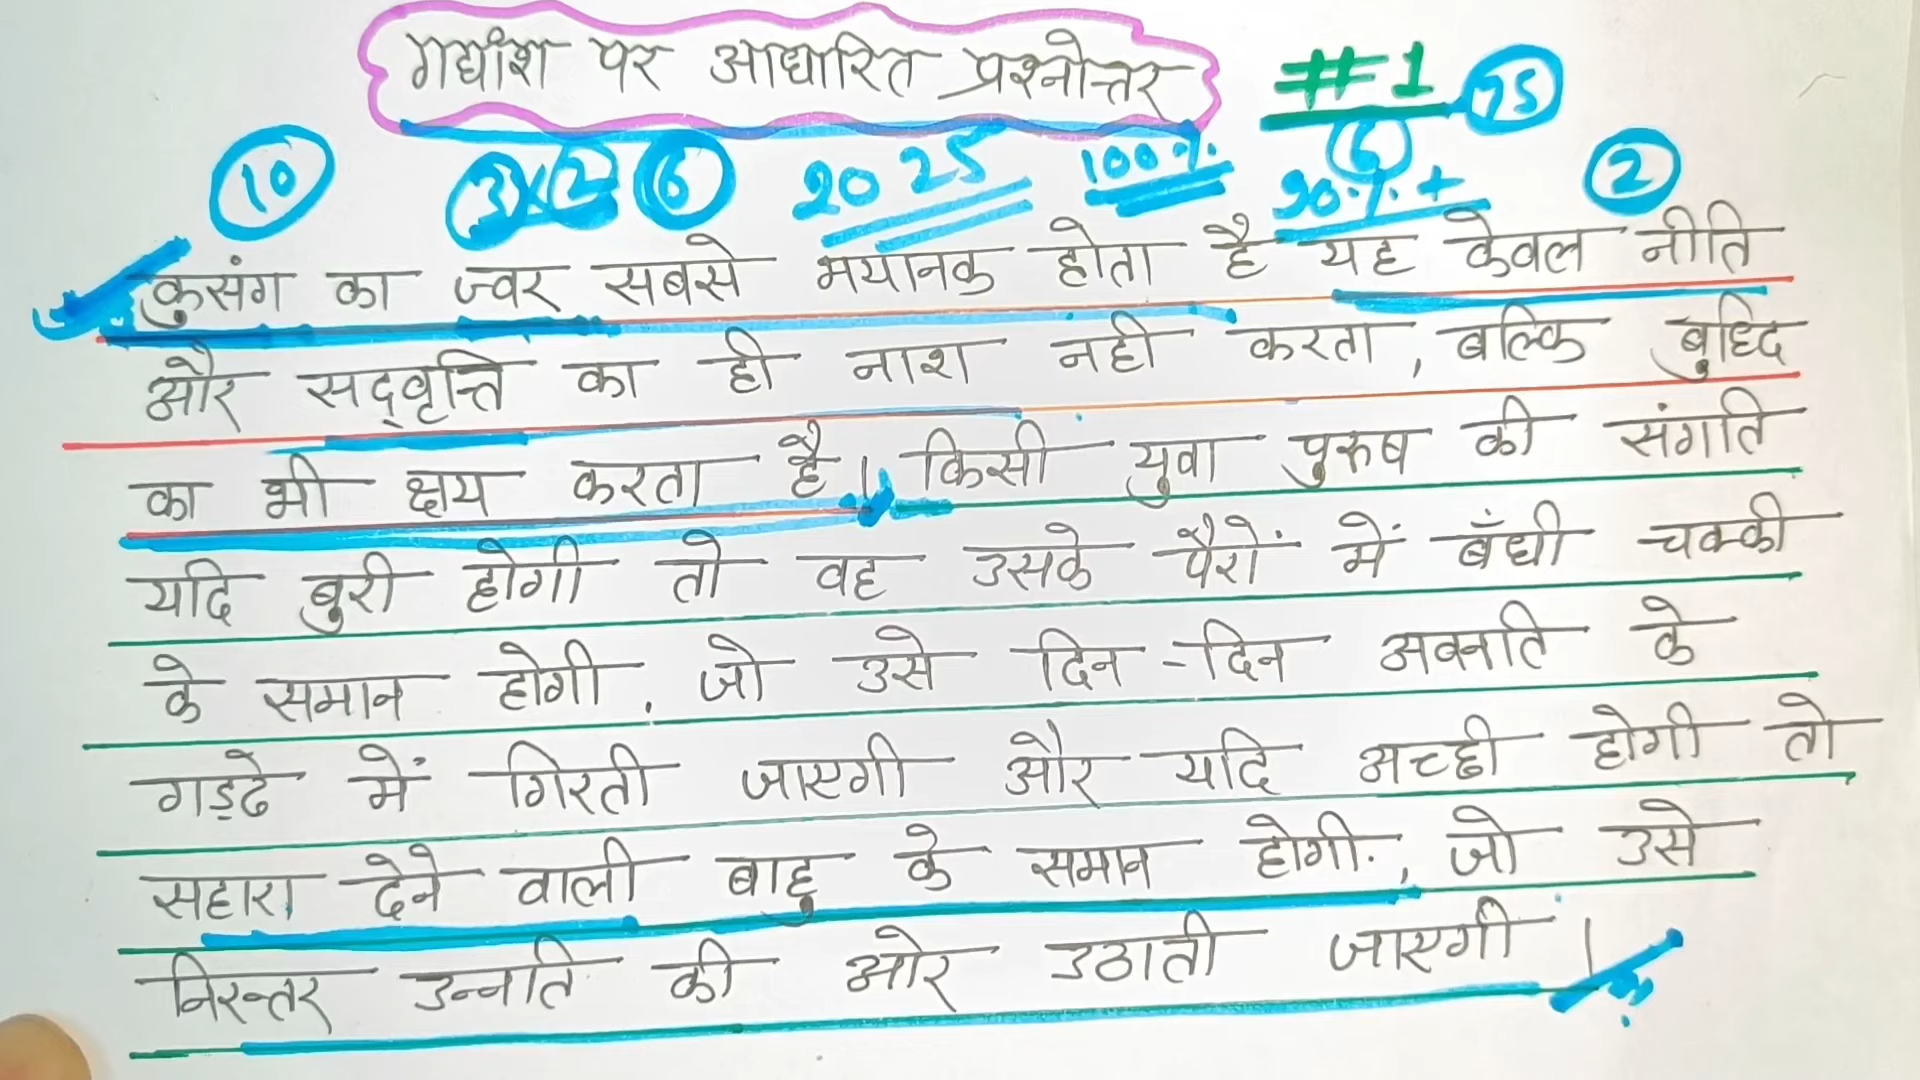 गद्यांश पर आधारित प्रश्नोत्तर #1 75
10 3x2 6 2025 100% 6 90%+ 2
कुसंग का ज्वर सबसे भयानक होता है यह केवल नीति
और सद्वृत्ति का ही नाश नही करता, बल्कि बुध्दि
का भी क्षय करता है। किसी युवा पुरुष की संगति
यदि बुरी होगी तो वह उसके पैरों में बँधी चक्की
के समान होगी, जो उसे दिन-दिन अवनति के
गड्ढे में गिरती जाएगी और यदि अच्छी होगी तो
सहारा देने वाली बाहु के समान होगी, जो उसे
निरन्तर उन्नति की ओर उठाती जाएगी।